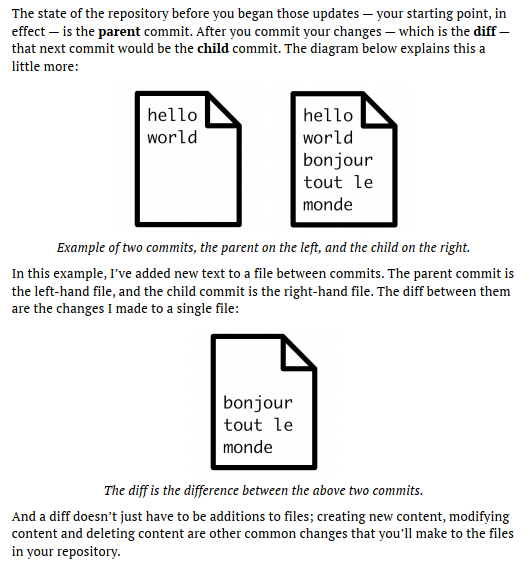 The state of the repository before you began those updates — your starting point, in
effect — is the parent commit. After you commit your changes — which is the diff —
that next commit would be the child commit. The diagram below explains this a
little more:
hello
world
hello
world
bonjour
tout le
monde
Example of two commits, the parent on the left, and the child on the right.
In this example, I’ve added new text to a file between commits. The parent commit is
the left-hand file, and the child commit is the right-hand file. The diff between them
are the changes I made to a single file:
bonjour
tout le
monde
The diff is the difference between the above two commits.
And a diff doesn’t just have to be additions to files; creating new content, modifying
content and deleting content are other common changes that you’ll make to the files
in your repository.